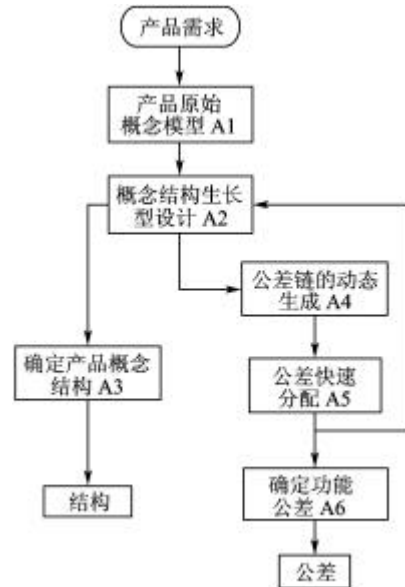 产品需求
产品原始
概念模型 A1
概念结构生长
型设计 A2
公差链的动态
生成 A4
确定产品概念
结构 A3
公差快速
分配 A5
结构
确定功能
公差 A6
公差